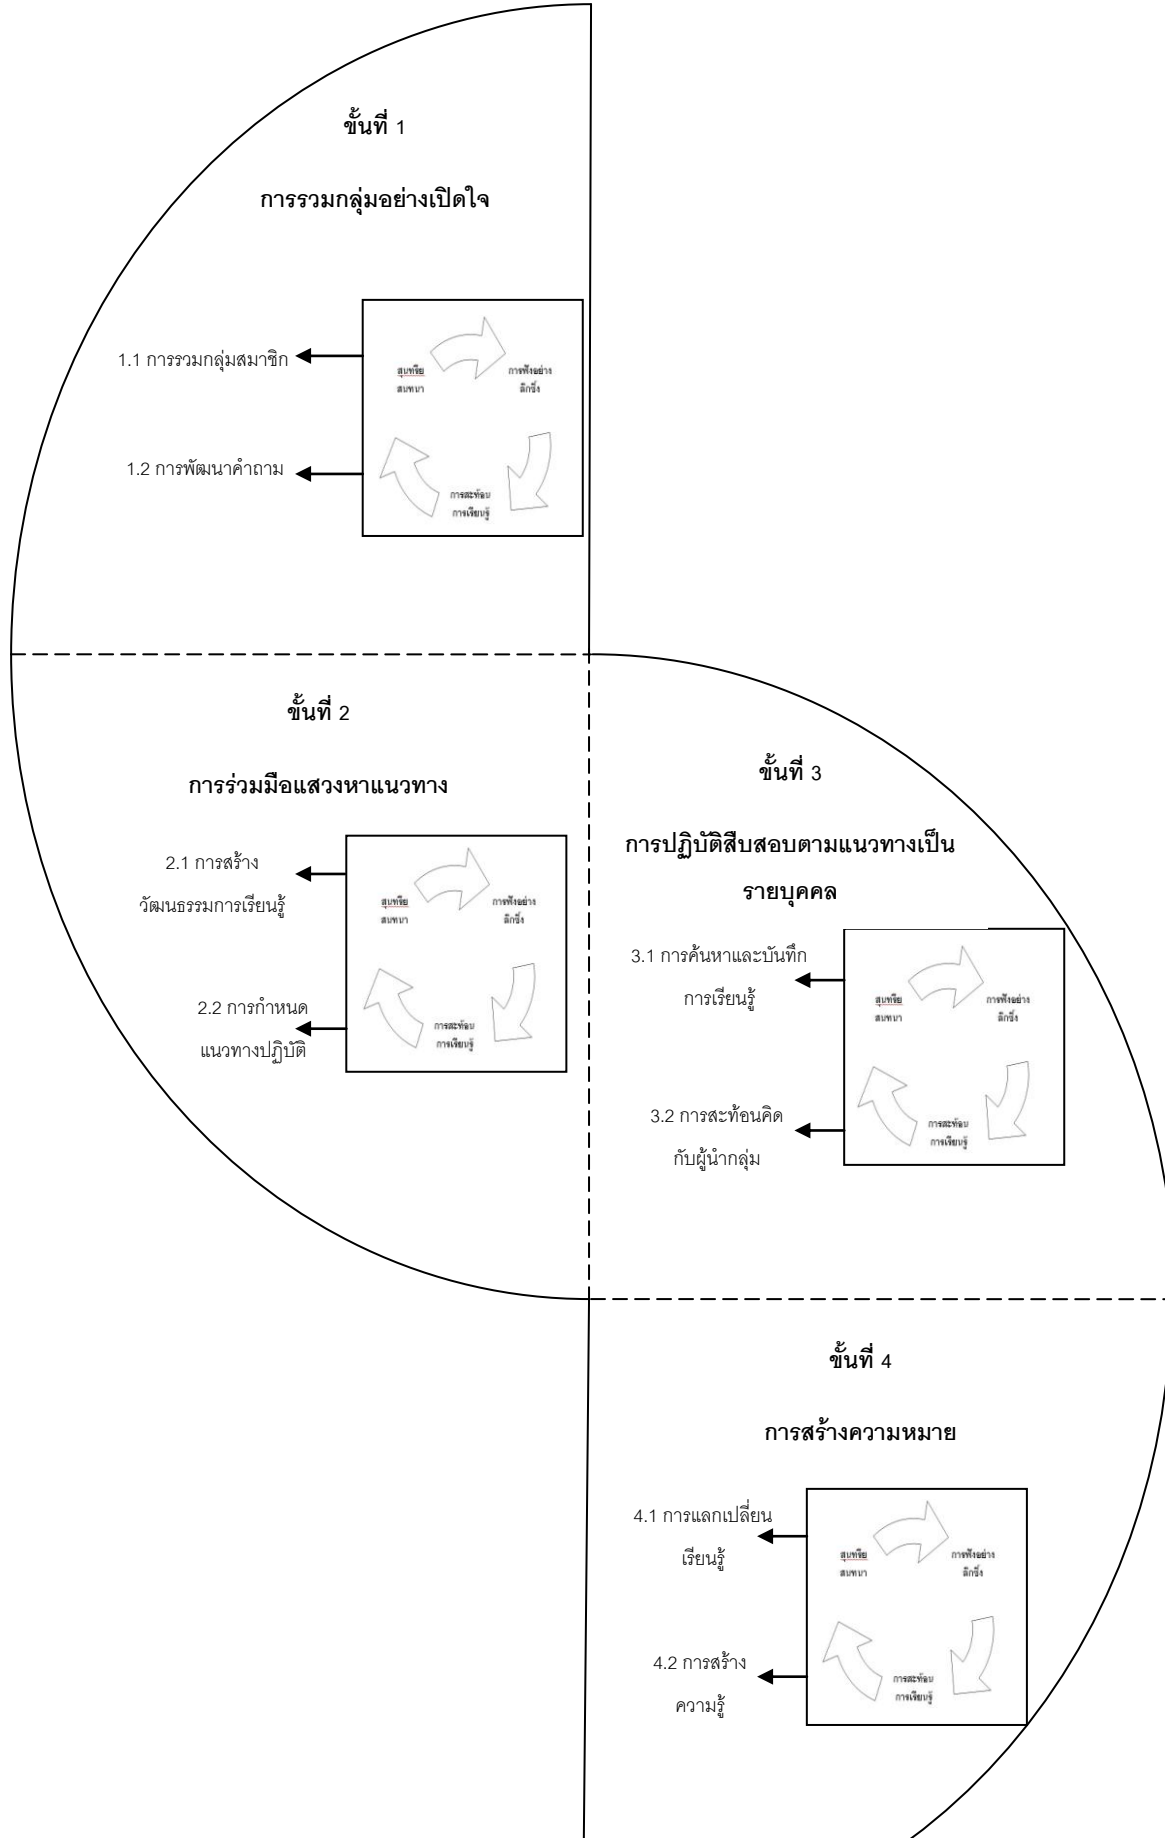 ขั้นที่ 1
การรวมกลุ่มอย่างเปิดใจ
1.1 การรวมกลุ่มสมาชิก
1.2 การพัฒนาคำถาม
สุนทรีย
สนทนา
การฟังอย่าง
ลึกซึ้ง
การสะท้อน
การเรียนรู้
ขั้นที่ 2
การร่วมมือแสวงหาแนวทาง
2.1 การสร้าง
วัฒนธรรมการเรียนรู้
2.2 การกำหนด
แนวทางปฏิบัติ
สุนทรีย
สนทนา
การฟังอย่าง
ลึกซึ้ง
การสะท้อน
การเรียนรู้
ขั้นที่ 3
การปฏิบัติสืบสอบตามแนวทางเป็น
รายบุคคล
3.1 การค้นหาและบันทึก
การเรียนรู้
3.2 การสะท้อนคิด
กับผู้นำกลุ่ม
สุนทรีย
สนทนา
การฟังอย่าง
ลึกซึ้ง
การสะท้อน
การเรียนรู้
ขั้นที่ 4
การสร้างความหมาย
4.1 การแลกเปลี่ยน
เรียนรู้
4.2 การสร้าง
ความรู้
สุนทรีย
สนทนา
การฟังอย่าง
ลึกซึ้ง
การสะท้อน
การเรียนรู้